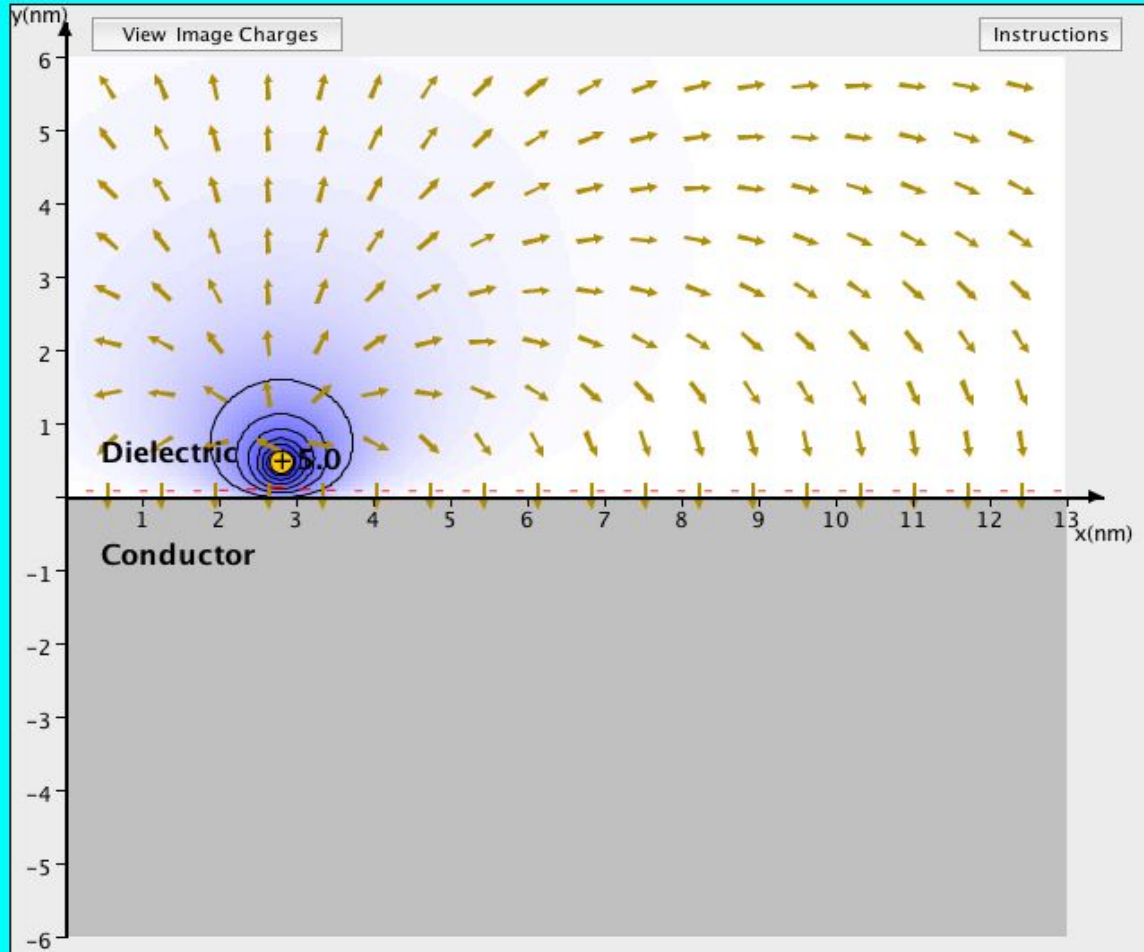 y(nm)
View Image Charges
Instructions
6
5
4
3
2
1
Dielectric
+
5.0
1 2 3 4 5 6 7 8 9 10 11 12 13
x(nm)
Conductor
-1
-2
-3
-4
-5
-6